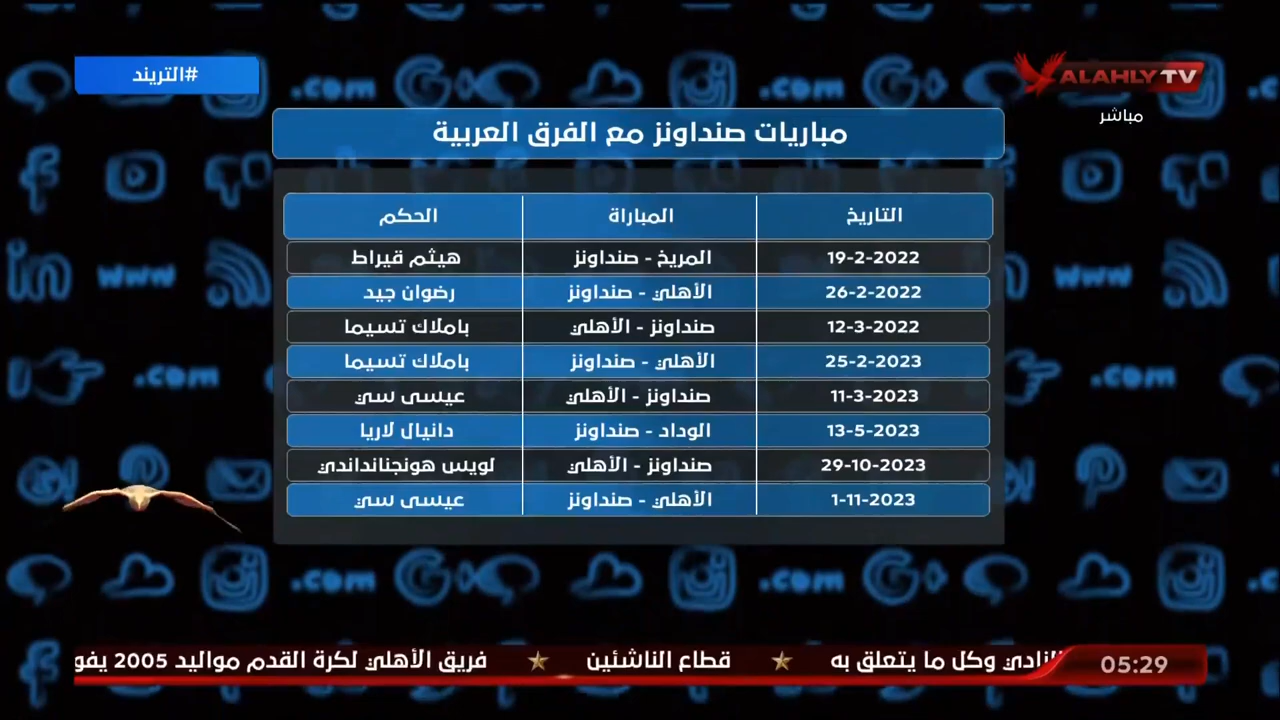 #التريند
ALAHLY TV
مباشر
مباريات صنداونز مع الفرق العربية
التاريخ المباراة الحكم
19-2-2022 المريخ - صنداونز هيثم قيراط
26-2-2022 الأهلي - صنداونز رضوان جيد
12-3-2022 صنداونز - الأهلي باملاك تسيما
25-2-2023 الأهلي - صنداونز باملاك تسيما
11-3-2023 صنداونز - الأهلي عيسى سي
13-5-2023 الوداد - صنداونز دانيال لاريا
29-10-2023 صنداونز - الأهلي لويس هونجنانداندي
1-11-2023 الأهلي - صنداونز عيسى سي
05:29 النادي وكل ما يتعلق به قطاع الناشئين فريق الأهلي لكرة القدم مواليد 2005 يفو